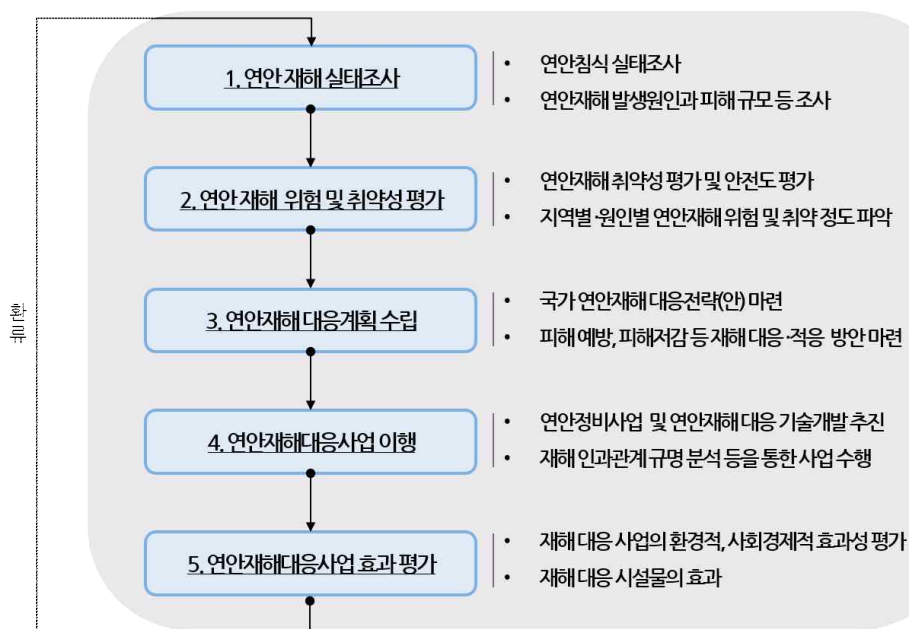 1. 연안 재해 실태조사
• 연안침식 실태조사
• 연안재해 발생원인과 피해 규모 등 조사
2. 연안 재해 위험 및 취약성 평가
• 연안재해 취약성 평가 및 안전도 평가
• 지역별·원인별 연안재해 위험 및 취약 정도 파악
3. 연안재해 대응계획 수립
• 국가 연안재해 대응전략(안) 마련
• 피해 예방, 피해저감 등 재해 대응·적응 방안 마련
4. 연안재해대응사업 이행
• 연안정비사업 및 연안재해 대응 기술개발 추진
• 재해 인과관계 규명 분석 등을 통한 사업 수행
5. 연안재해대응사업 효과 평가
• 재해 대응 사업의 환경적, 사회경제적 효과성 평가
• 재해 대응 시설물의 효과